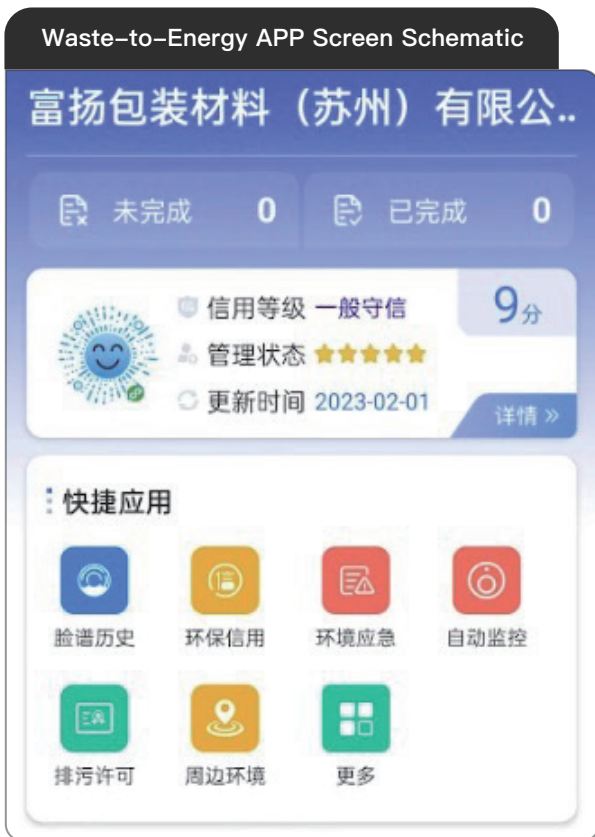 Waste-to-Energy APP Screen Schematic
富扬包装材料（苏州）有限公..
未完成 0 已完成 0
信用等级 一般守信 9分
管理状态
更新时间 2023-02-01 详情 »
快捷应用
脸谱历史 环保信用 环境应急 自动监控
排污许可 周边环境 更多